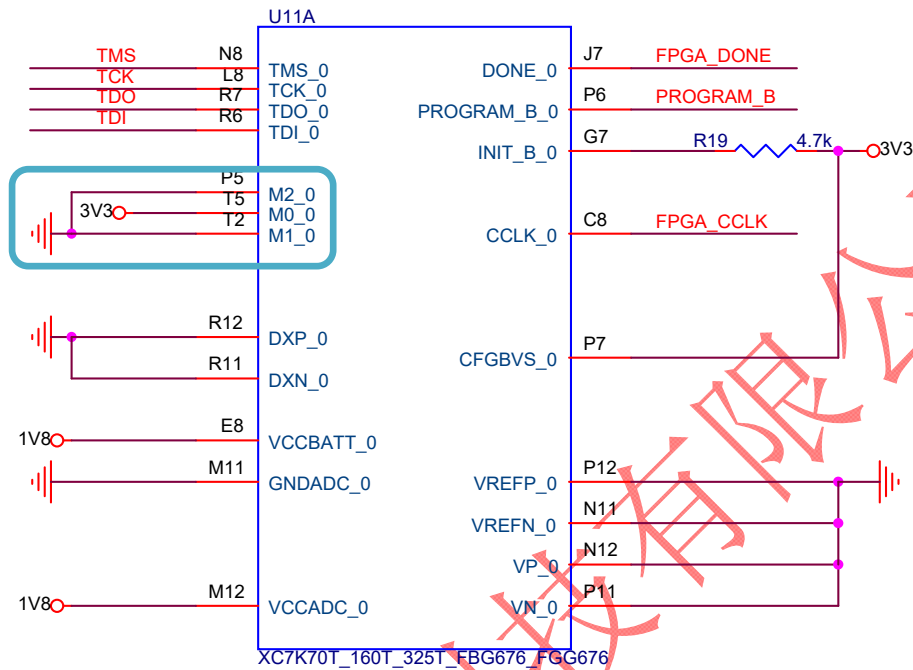 U11A
TMS N8 TMS_0 DONE_0 J7 FPGA_DONE
TCK L8 TCK_0
TDO R7 TDO_0 PROGRAM_B_0 P6 PROGRAM_B
TDI R6 TDI_0
INIT_B_0 G7 R19 4.7k 3V3
P5 M2_0
3V3 T5 M0_0
T2 M1_0 CCLK_0 C8 FPGA_CCLK
R12 DXP_0
CFGBVS_0 P7
R11 DXN_0
1V8 E8 VCCBATT_0
M11 GNDADC_0 VREFP_0 P12
VREFN_0 N11
VP_0 N12
1V8 M12 VCCADC_0 VN_0 P11
XC7K70T_160T_325T_FBG676_FGG676
有限公